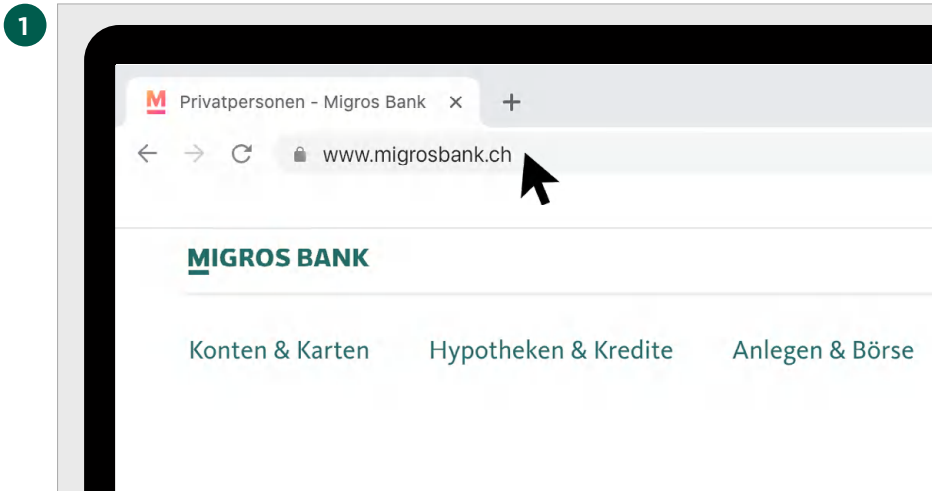 1
Privatpersonen - Migros Bank
www.migrosbank.ch
MIGROS BANK
Konten & Karten Hypotheken & Kredite Anlegen & Börse